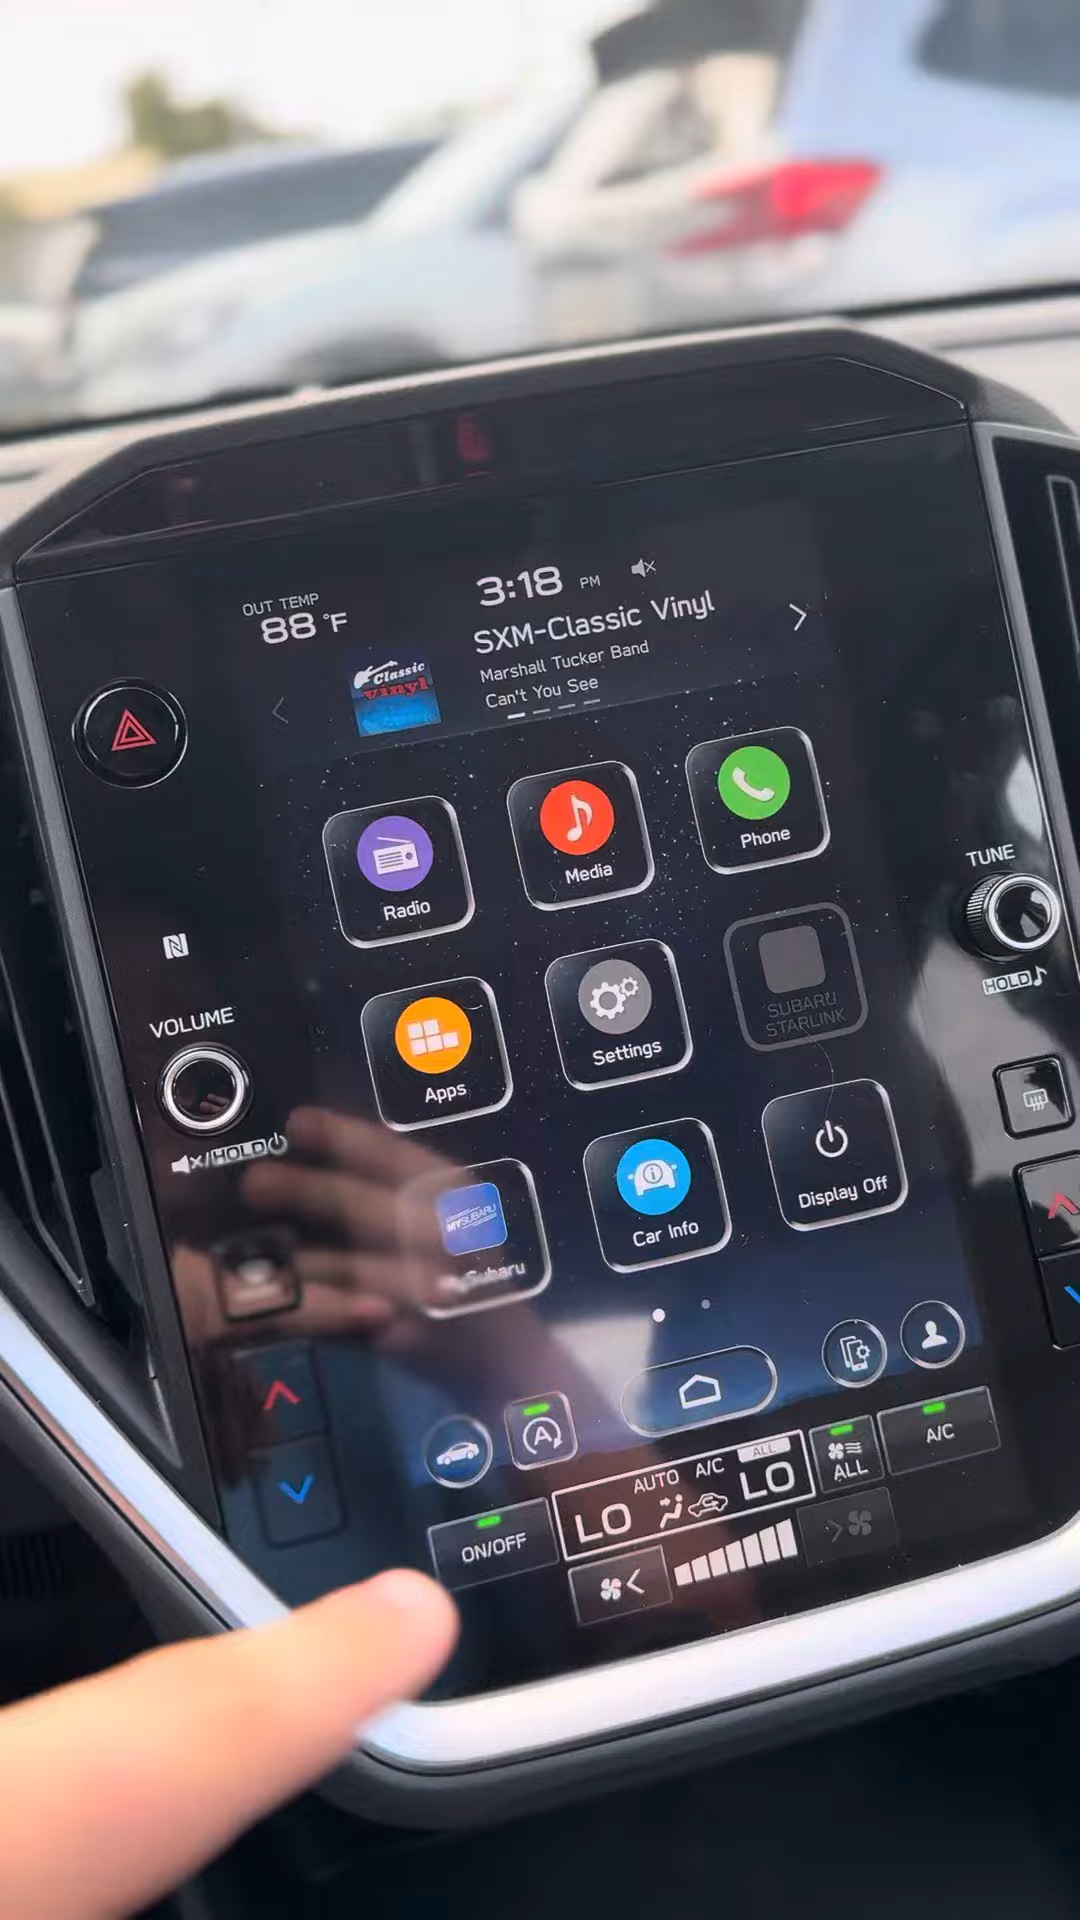 OUT TEMP
88 °F
3:18 PM
SXM-Classic Vinyl
Marshall Tucker Band
Can't You See
Classic
vinyl
Radio
Media
Phone
TUNE
HOLD
VOLUME
/HOLD
Apps
Settings
SUBARU
STARLINK
MYSUBARU
MySubaru
Car Info
Display Off
A
ON/OFF
AUTO A/C ALL
LO LO
ALL
A/C